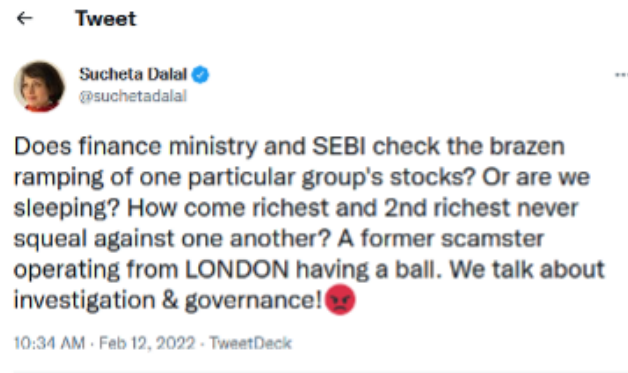 ← Tweet
Sucheta Dalal
@suchetadalal
Does finance ministry and SEBI check the brazen
ramping of one particular group's stocks? Or are we
sleeping? How come richest and 2nd richest never
squeal against one another? A former scamster
operating from LONDON having a ball. We talk about
investigation & governance!😡
10:34 AM · Feb 12, 2022 · TweetDeck